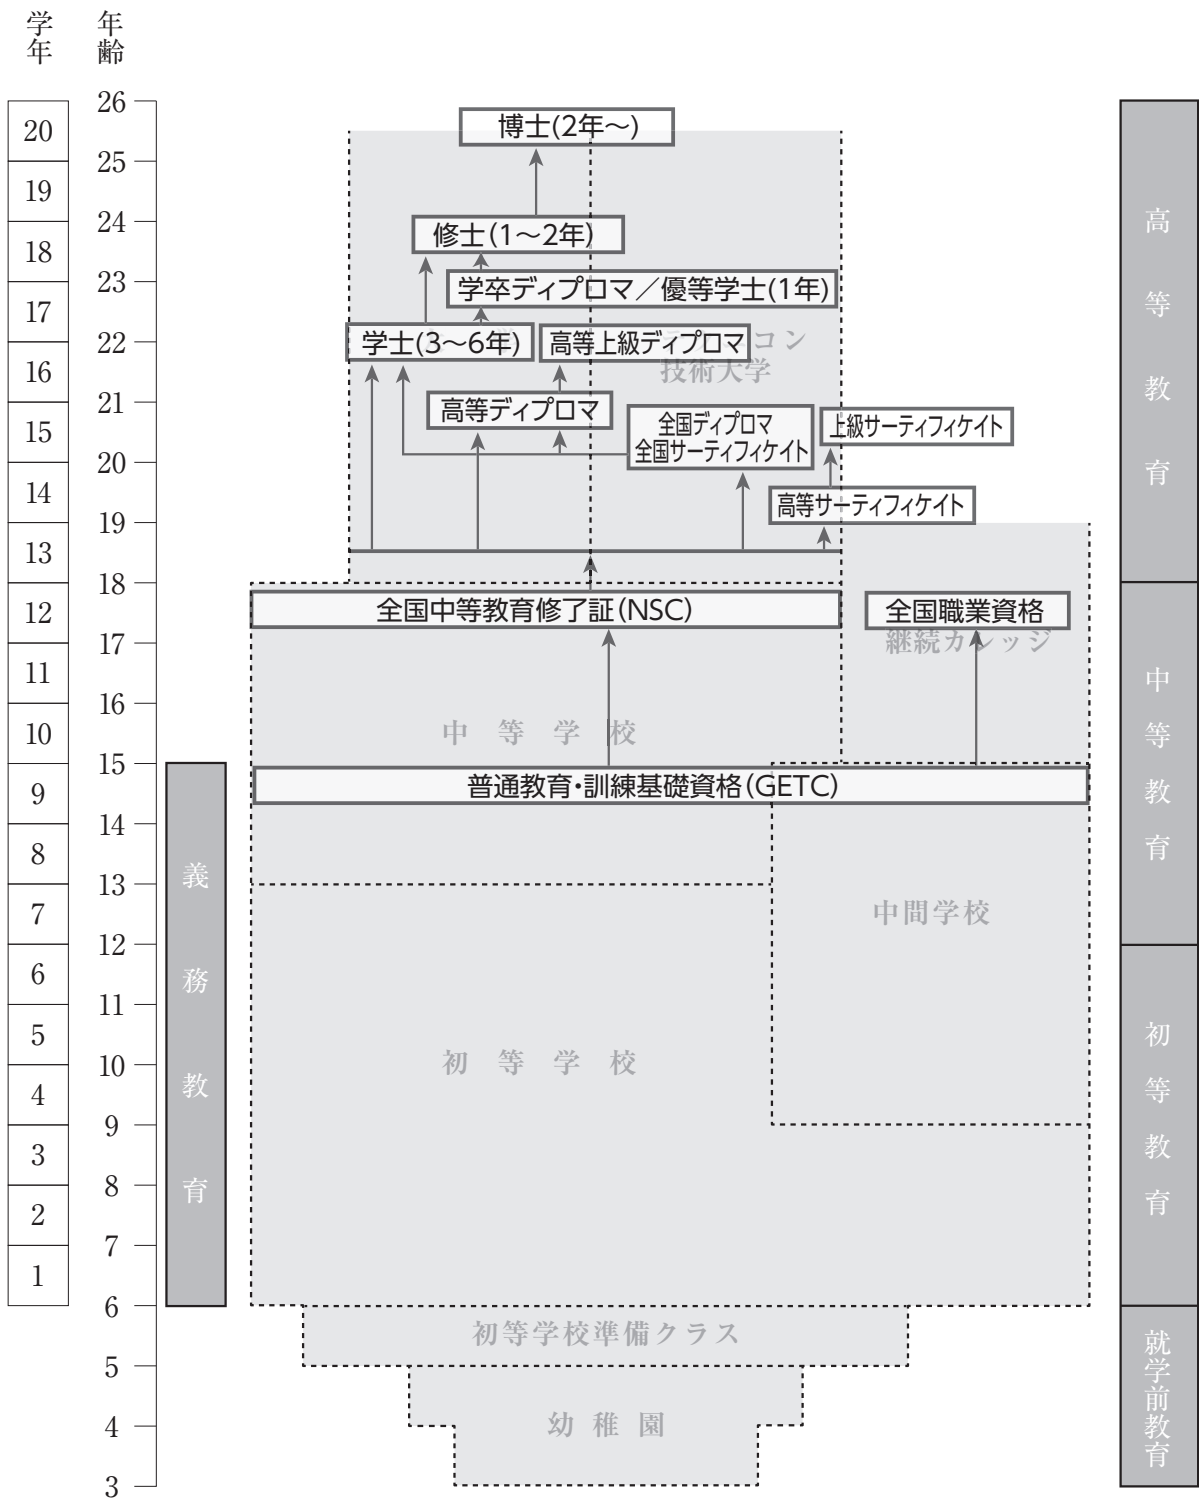 学年
年齢
26
20
博士(2年～)
25
19
24
高等教育
修士(1～2年)
18
23
学卒ディプロマ／優等学士(1年)
17
22
学士(3～6年)
高等上級ディプロマ
コン
技術大学
16
21
高等ディプロマ
全国ディプロマ
全国サーティフィケイト
上級サーティフィケイト
15
20
14
高等サーティフィケイト
19
13
18
12
全国中等教育修了証(NSC)
全国職業資格
継続カレッジ
17
11
16
中等教育
10
中等学校
15
9
普通教育・訓練基礎資格(GETC)
14
8
義務教育
13
7
中間学校
12
6
11
5
初等教育
初等学校
10
4
9
3
8
2
7
1
6
初等学校準備クラス
就学前教育
5
幼稚園
4
3